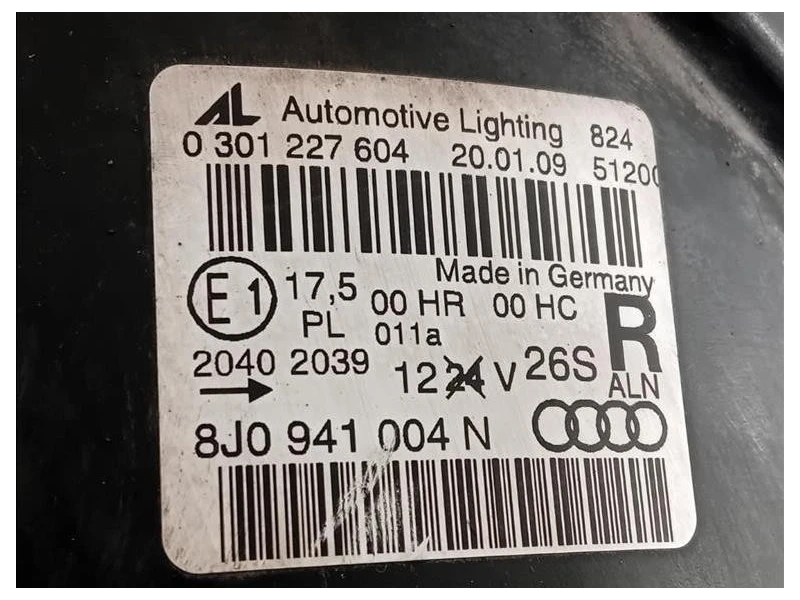 AL Automotive Lighting 824
0 301 227 604 20.01.09 51200
Made in Germany
E1 17,5 00 HR 00 HC R
PL 011a
2040 2039 12 24 V 26S ALN
8J0 941 004 N